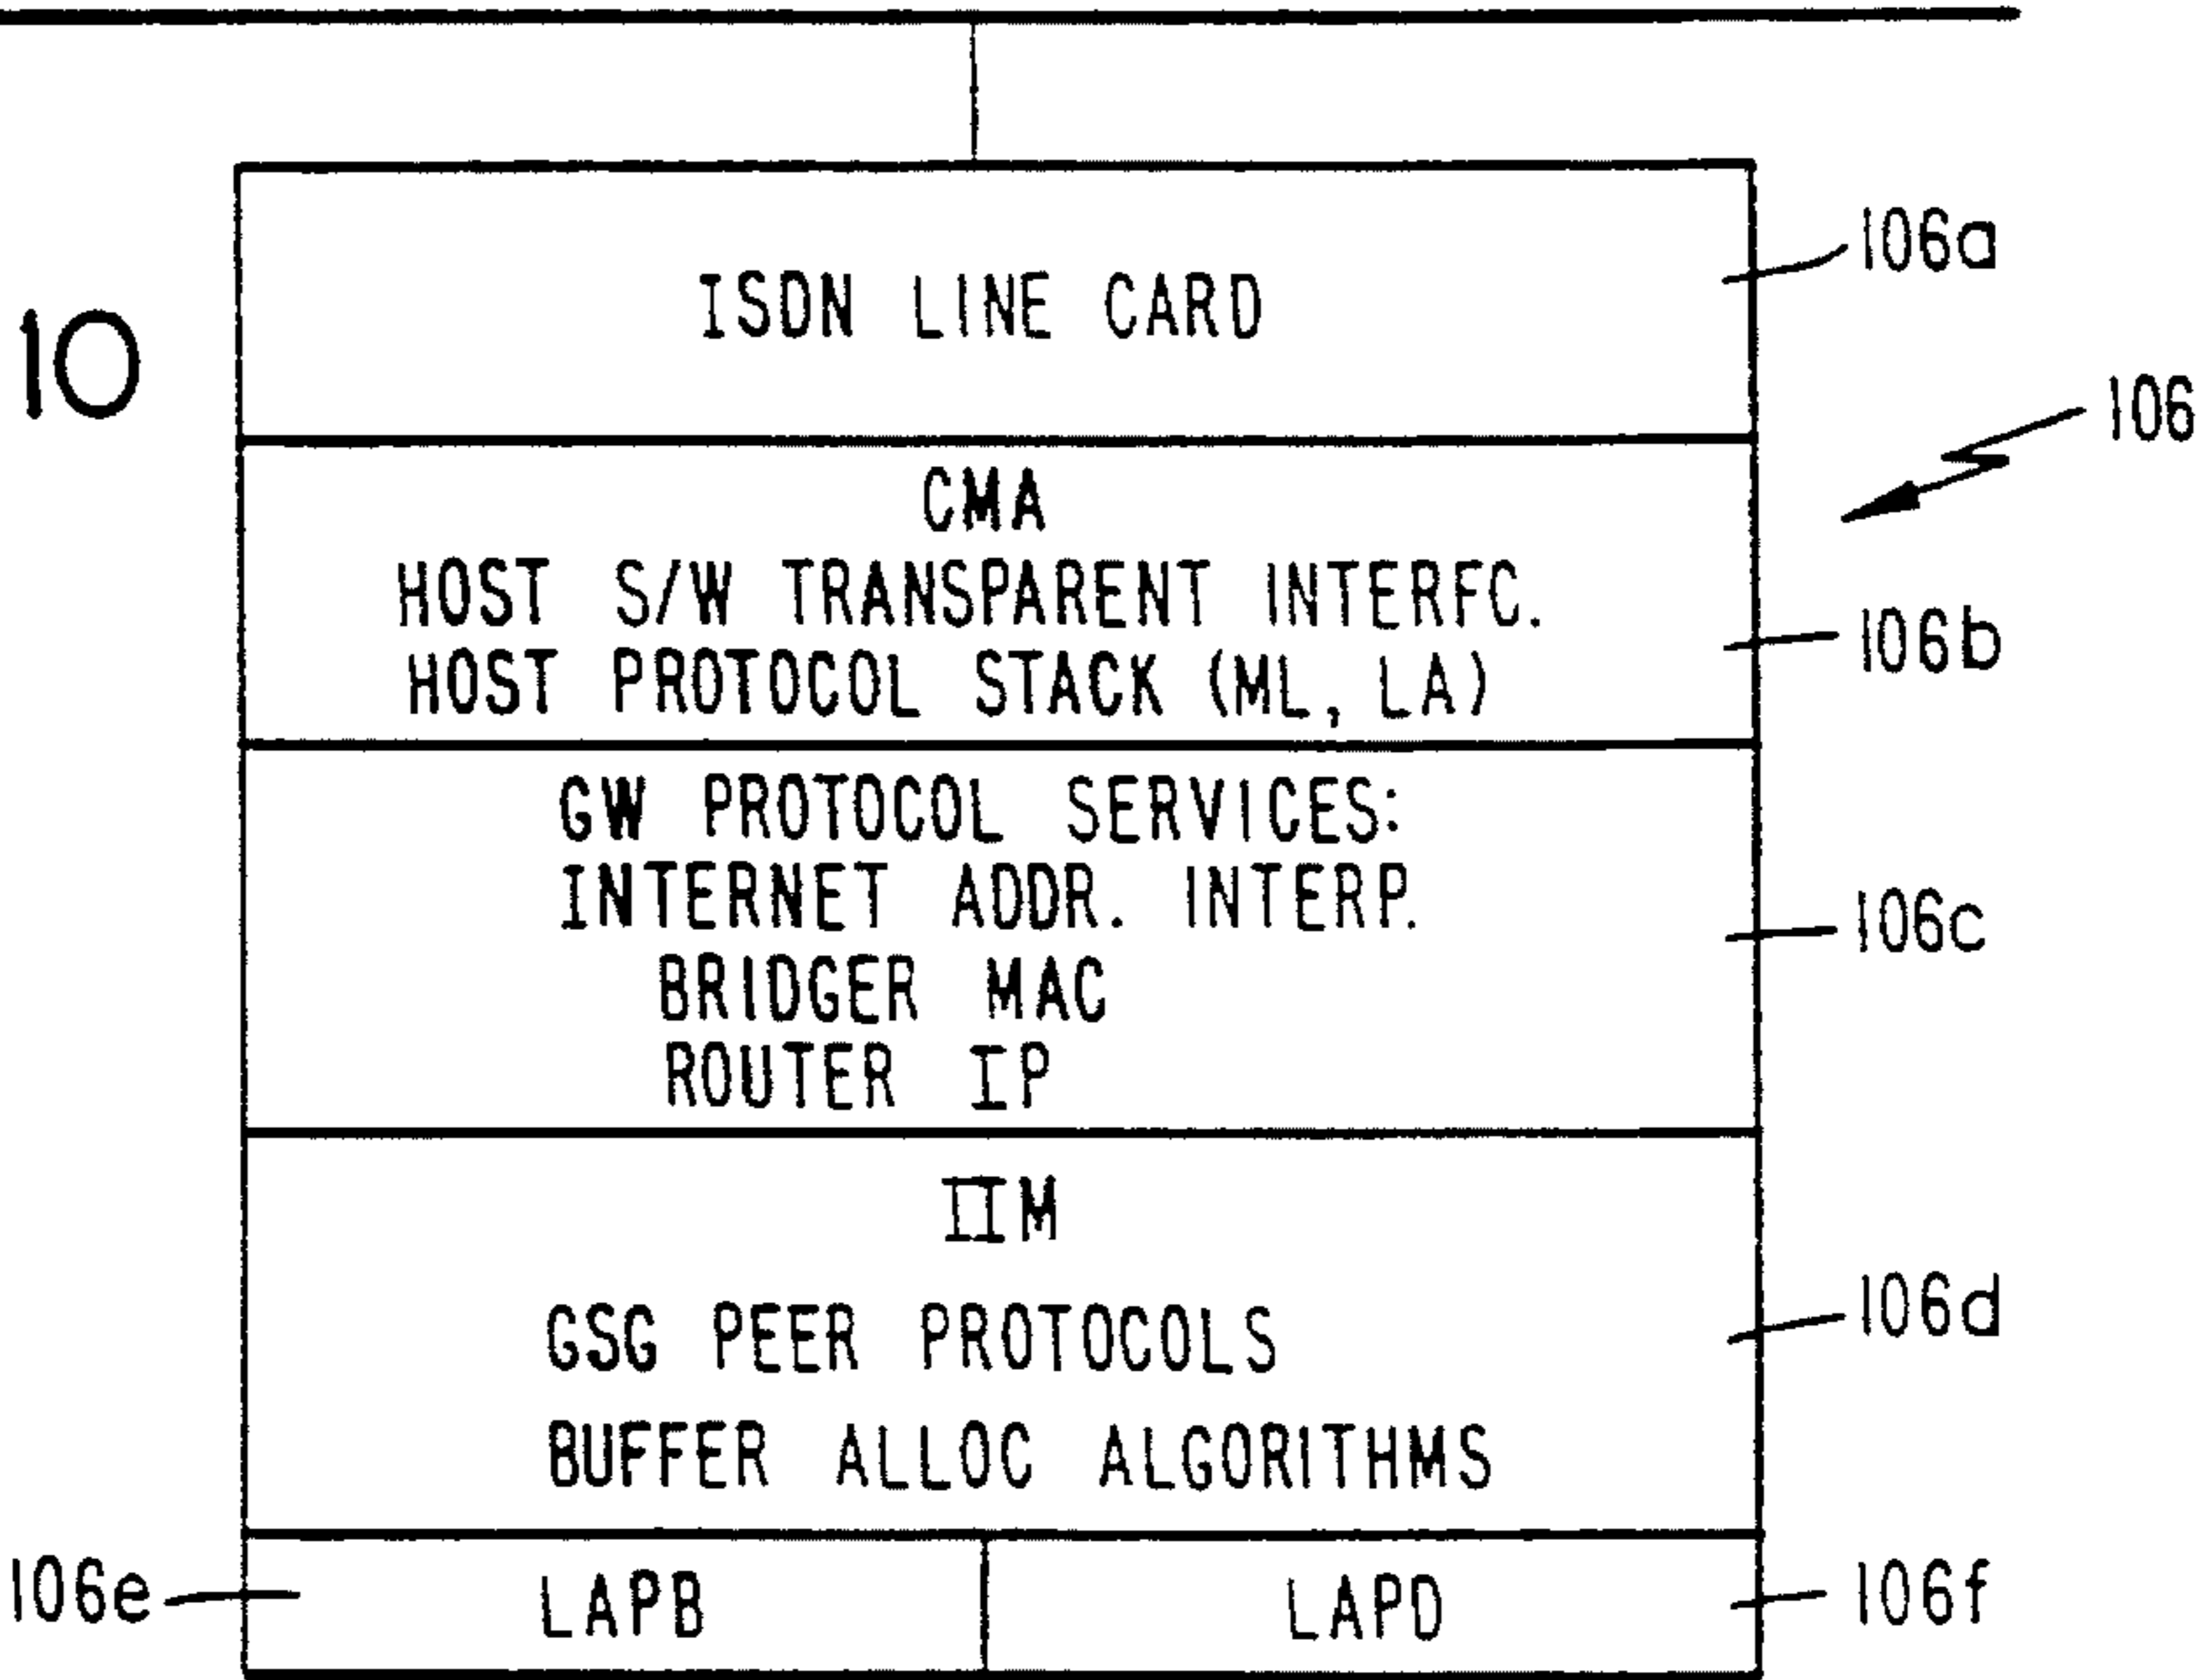 106a
ISDN LINE CARD
10
106
CMA
HOST S/W TRANSPARENT INTERFC.
HOST PROTOCOL STACK (ML, LA)
106b
GW PROTOCOL SERVICES:
INTERNET ADDR. INTERP.
BRIDGER MAC
ROUTER IP
106c
IIM
GSG PEER PROTOCOLS
BUFFER ALLOC ALGORITHMS
106d
106e
LAPB
LAPD
106f